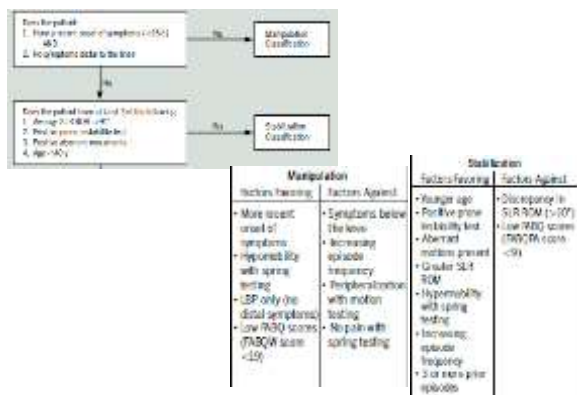 Does the patient:
1. Have recent onset of symptoms (<16 d)
AND
2. No symptoms distal to the knee
Manipulation
Classification
No
Does the patient have at least
1. Average SLR ROM
2. Positive prone instability test
3. Positive aberrant movements
4. Age <40 y
Yes
Stabilization
Classification
Manipulation
Factors Favoring
Factors Against
• More recent
onset of
symptoms
• Hypomobility
with spring
testing
• LBP only (no
distal symptoms)
• Low FABQ scores
(FABQW score
<19)
• Symptoms below
the knee
• Increasing
episode
frequency
• Peripheralization
with motion
testing
• No pain with
spring testing
Stabilization
Factors Favoring
Factors Against
• Younger age
• Positive prone
instability test
• Aberrant
motions present
• Greater SLR
ROM
• Hypermobility
with spring
testing
• Increasing
episode
frequency
• 3 or more prior
episodes
• Discrepancy in
SLR ROM (>10°)
• Low FABQ scores
(FABQPA score
<9)